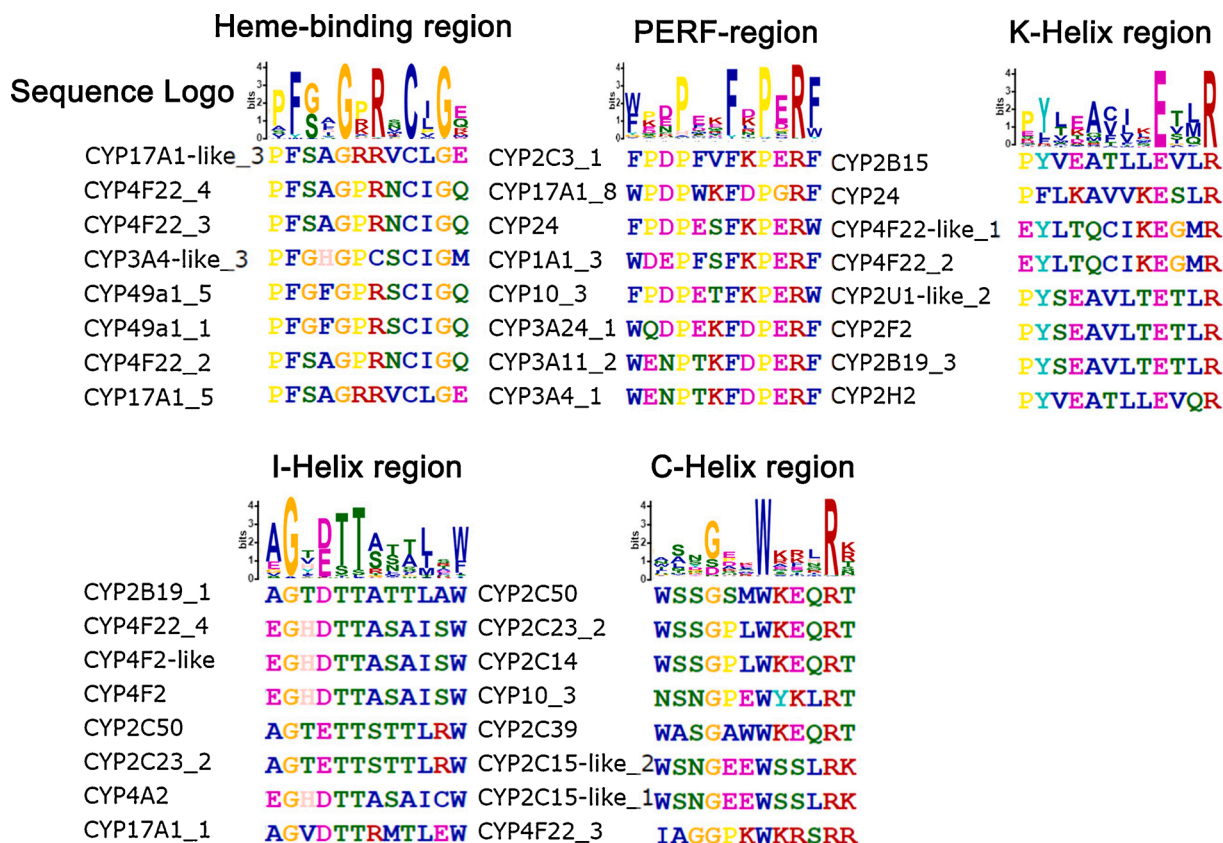 Heme-binding region PERF-region K-Helix region
Sequence Logo
CYP17A1-like_3 PFSAGRRVCLGE CYP2C3_1 FPDPFVFKPERF CYP2B15 PYVEATLLEVLR
CYP4F22_4 PFSAGPRNCIGQ CYP17A1_8 WPDPWKFDPGRF CYP24 PFLKAVVKESLR
CYP4F22_3 PFSAGPRNCIGQ CYP24 FPDPESFKPERW CYP4F22-like_1 EYLTQCIKEGMR
CYP3A4-like_3 PFGHGPCSCIGM CYP1A1_3 WDEPFSFKPERF CYP4F22_2 EYLTQCIKEGMR
CYP49a1_5 PFGFGPRSCIGQ CYP10_3 FPDPETFKPERW CYP2U1-like_2 PYSEAVLTETLR
CYP49a1_1 PFGFGPRSCIGQ CYP3A24_1 WQDPEKFDPERF CYP2F2 PYSEAVLTETLR
CYP4F22_2 PFSAGPRNCIGQ CYP3A11_2 WENPTKFDPERF CYP2B19_3 PYSEAVLTETLR
CYP17A1_5 PFSAGRRVCLGE CYP3A4_1 WENPTKFDPERF CYP2H2 PYVEATLLEVQR
I-Helix region C-Helix region
CYP2B19_1 AGTDTTATTLAW CYP2C50 WSSGSMWKEQRT
CYP4F22_4 EGHDTTASAISW CYP2C23_2 WSSGPLWKEQRT
CYP4F2-like EGHDTTASAISW CYP2C14 WSSGPLWKEQRT
CYP4F2 EGHDTTASAISW CYP10_3 NSNGPEWYKLRT
CYP2C50 AGTETTSTTLRW CYP2C39 WASGAWWKEQRT
CYP2C23_2 AGTETTSTTLRW CYP2C15-like_2 WSNGEEWSSLRK
CYP4A2 EGHDTTASAICW CYP2C15-like_1 WSNGEEWSSLRK
CYP17A1_1 AGVDTTRMTLEW CYP4F22_3 IAGGPKWKRSRR